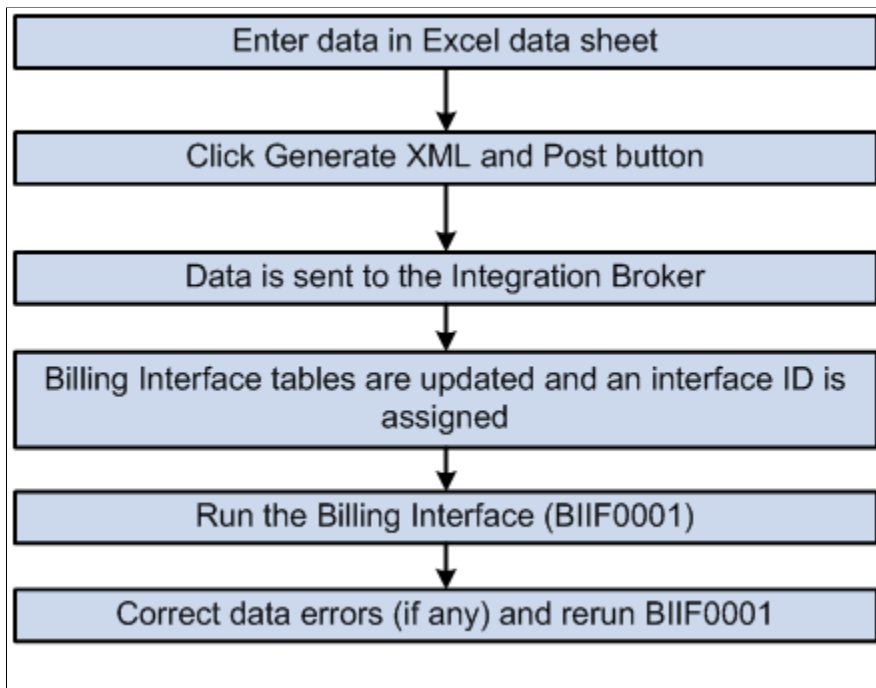 Enter data in Excel data sheet
Click Generate XML and Post button
Data is sent to the Integration Broker
Billing Interface tables are updated and an interface ID is
assigned
Run the Billing Interface (BIIF0001)
Correct data errors (if any) and rerun BIIF0001